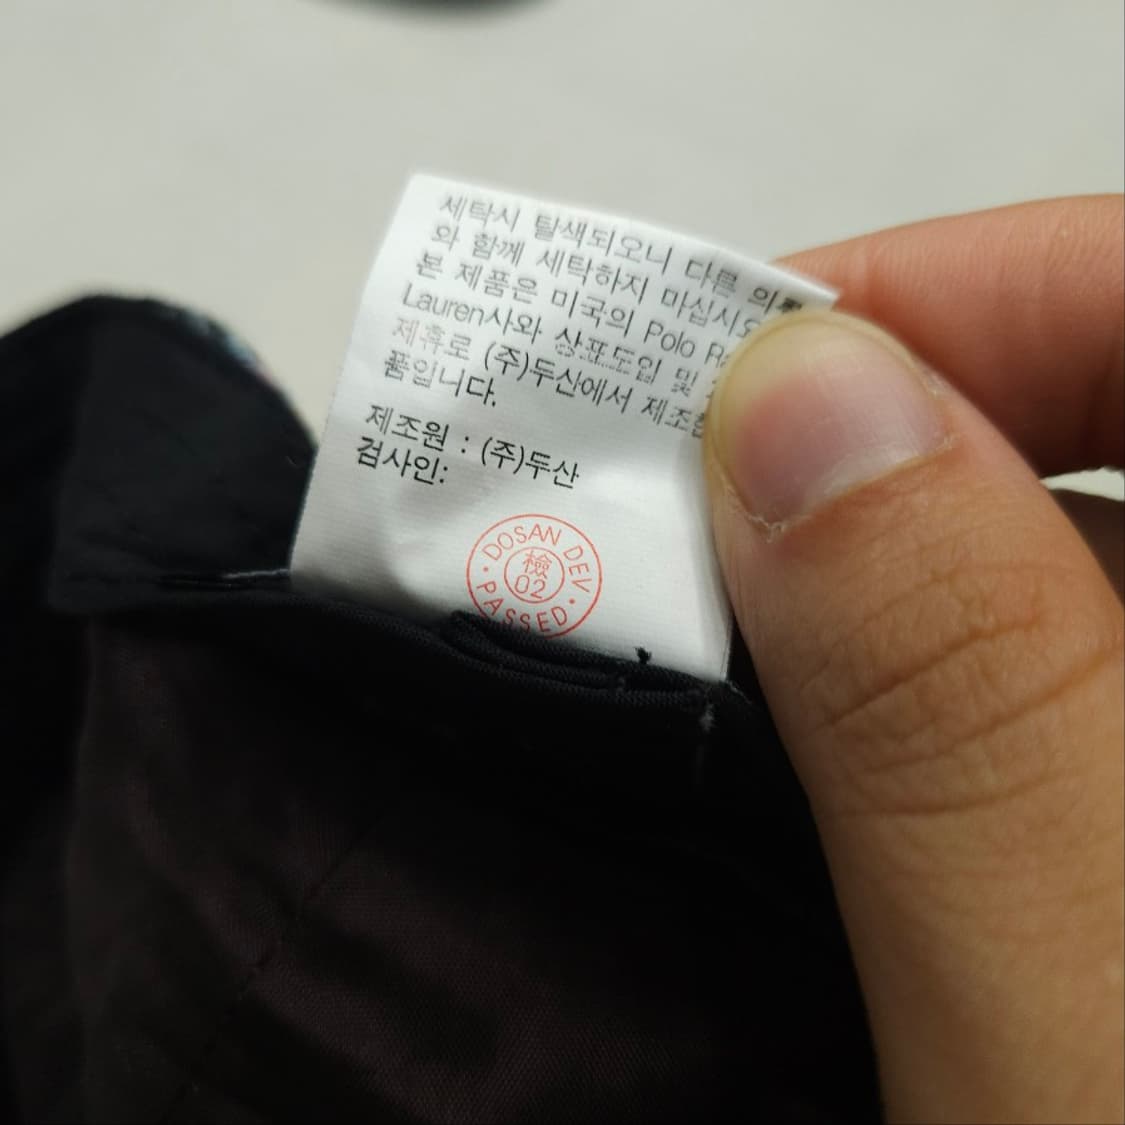 세탁시 탈색되오니 다른 의류
와 함께 세탁하지 마십시오
본 제품은 미국의 Polo
Lauren사와 상표도입 및
제휴로 (주)두산에서 제조한
품입니다.
제조원 : (주)두산
검사인:
DOSAN DEV
檢
02
PASSED